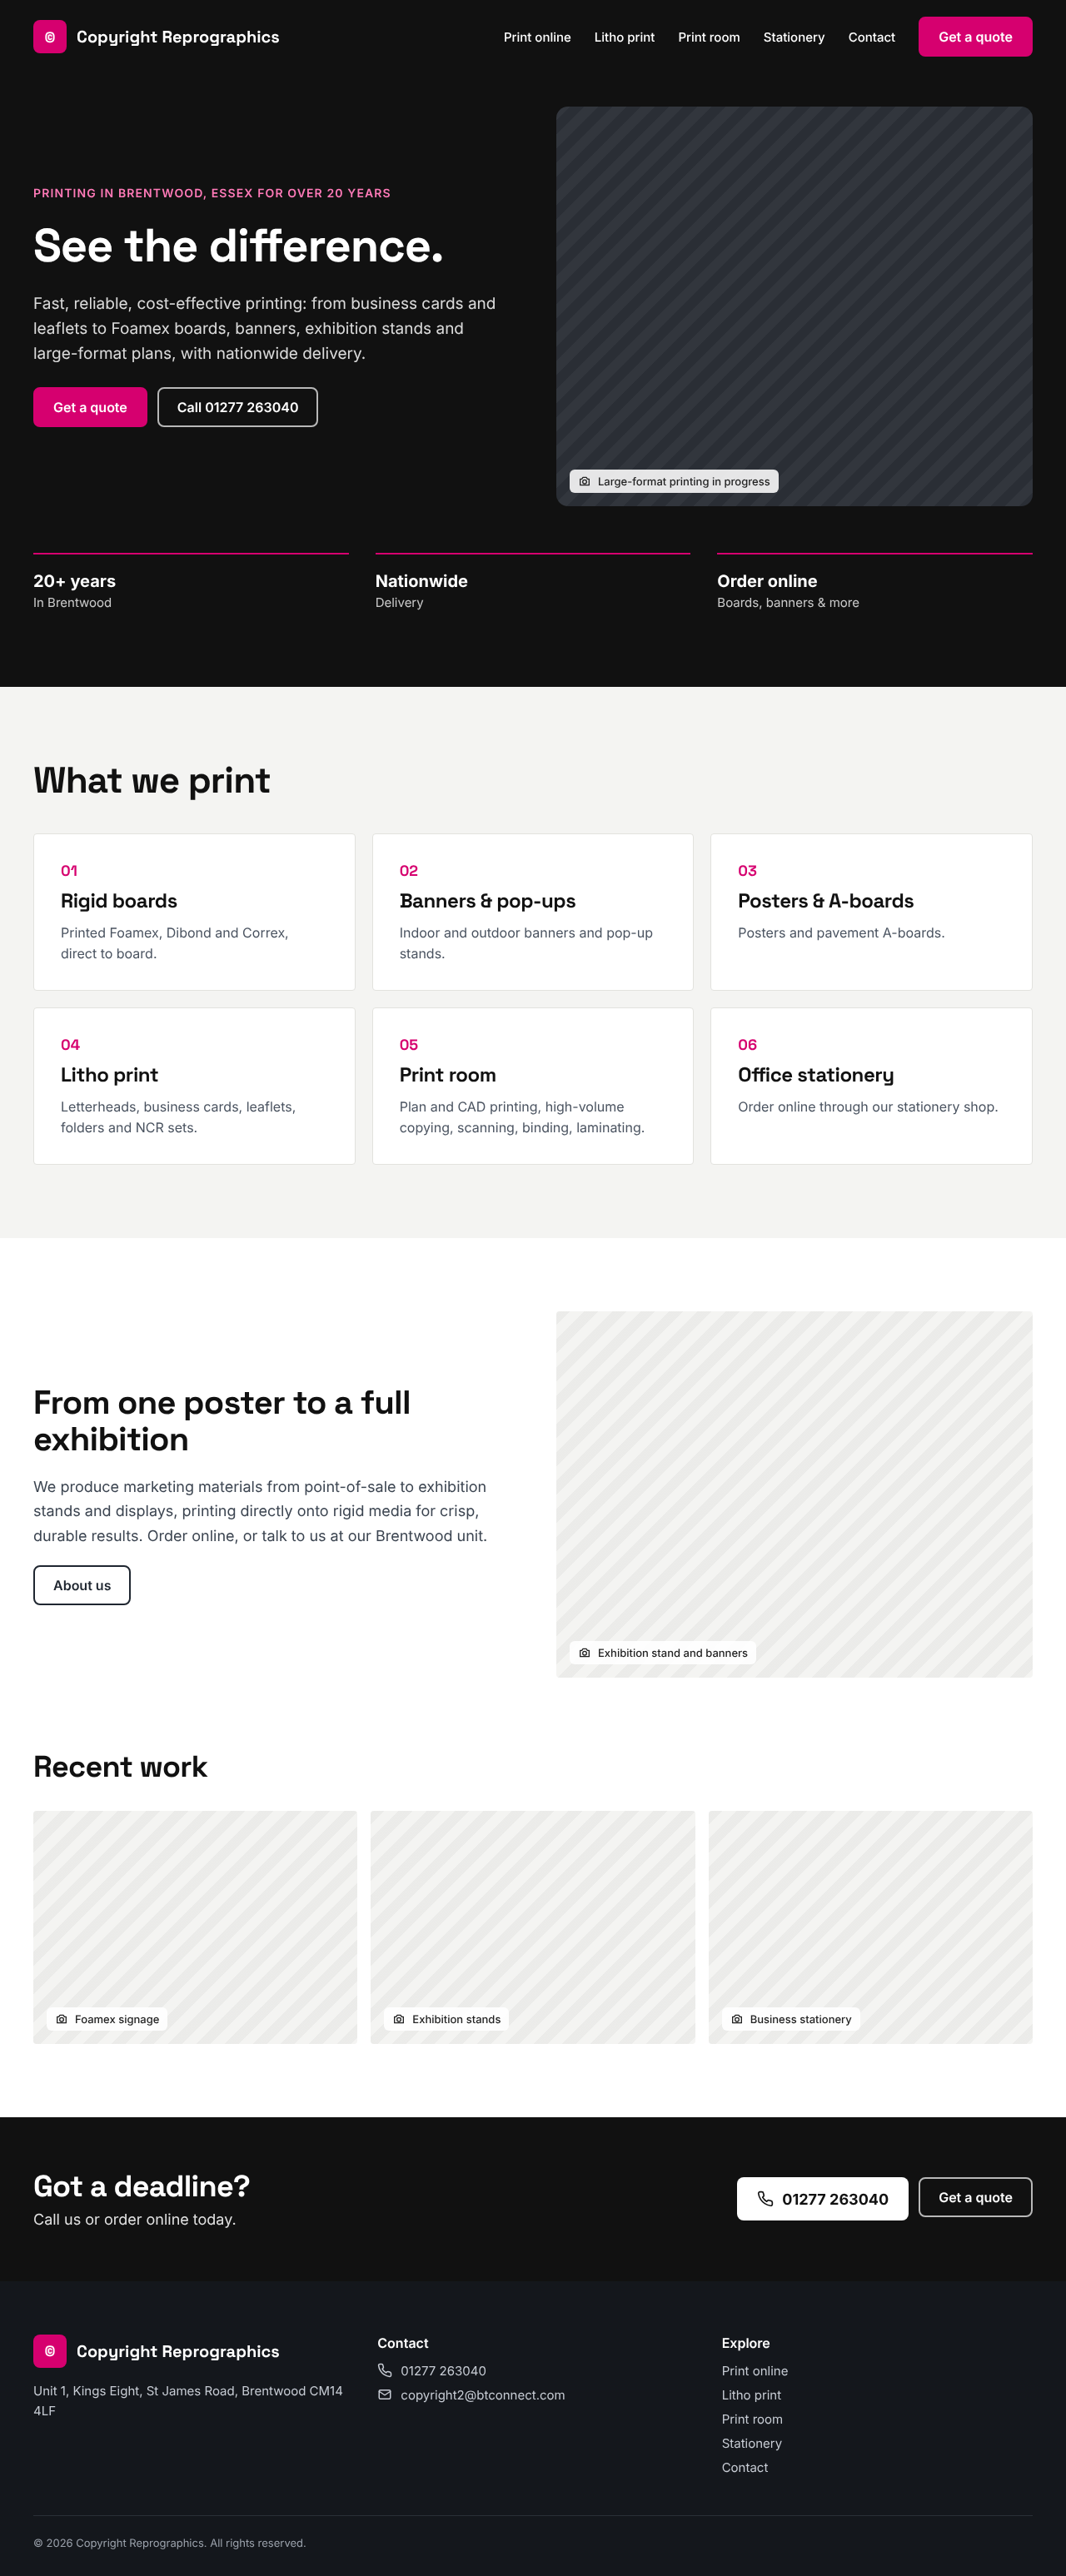 © Copyright Reprographics
Print online Litho print Print room Stationery Contact Get a quote
PRINTING IN BRENTWOOD, ESSEX FOR OVER 20 YEARS
See the difference.
Fast, reliable, cost-effective printing: from business cards and
leaflets to Foamex boards, banners, exhibition stands and
large-format plans, with nationwide delivery.
Get a quote Call 01277 263040
Large-format printing in progress
20+ years
In Brentwood
Nationwide
Delivery
Order online
Boards, banners & more
What we print
01
Rigid boards
Printed Foamex, Dibond and Correx,
direct to board.
02
Banners & pop-ups
Indoor and outdoor banners and pop-up
stands.
03
Posters & A-boards
Posters and pavement A-boards.
04
Litho print
Letterheads, business cards, leaflets,
folders and NCR sets.
05
Print room
Plan and CAD printing, high-volume
copying, scanning, binding, laminating.
06
Office stationery
Order online through our stationery shop.
From one poster to a full
exhibition
We produce marketing materials from point-of-sale to exhibition
stands and displays, printing directly onto rigid media for crisp,
durable results. Order online, or talk to us at our Brentwood unit.
About us
Exhibition stand and banners
Recent work
Foamex signage
Exhibition stands
Business stationery
Got a deadline?
Call us or order online today.
01277 263040
Get a quote
© Copyright Reprographics
Unit 1, Kings Eight, St James Road, Brentwood CM14
4LF
Contact
01277 263040
copyright2@btconnect.com
Explore
Print online
Litho print
Print room
Stationery
Contact
© 2026 Copyright Reprographics. All rights reserved.